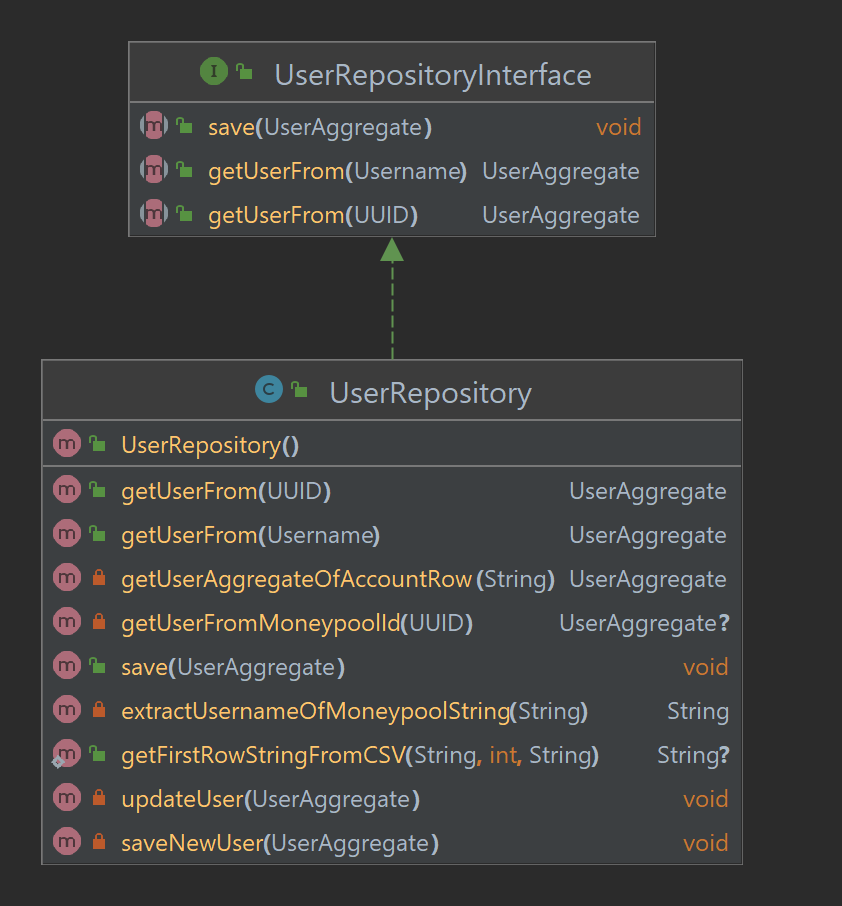 I UserRepositoryInterface
m save(UserAggregate) void
m getUserFrom(Username) UserAggregate
m getUserFrom(UUID) UserAggregate
C UserRepository
m UserRepository()
m getUserFrom(UUID) UserAggregate
m getUserFrom(Username) UserAggregate
m getUserAggregateOfAccountRow(String) UserAggregate
m getUserFromMoneypoolId(UUID) UserAggregate?
m save(UserAggregate) void
m extractUsernameOfMoneypoolString(String) String
m getFirstRowStringFromCSV(String, int, String) String?
m updateUser(UserAggregate) void
m saveNewUser(UserAggregate) void